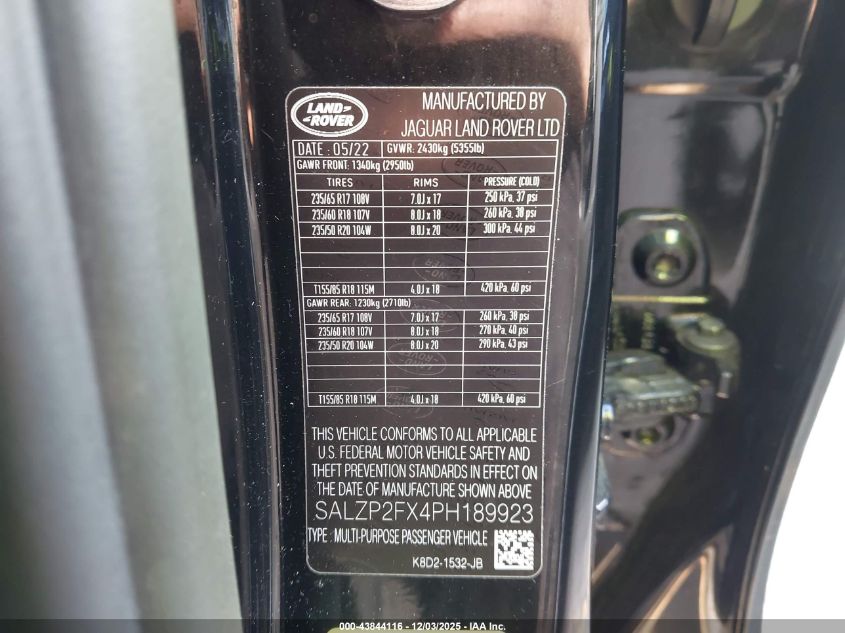 LAND
ROVER
MANUFACTURED BY
JAGUAR LAND ROVER LTD
DATE : 05/22 GVWR: 2430kg (5355lb)
GAWR FRONT: 1340kg (2950lb)
TIRES RIMS PRESSURE (COLD)
235/65 R17 108V 7.0J x 17 250 kPa, 37 psi
235/60 R18 107V 8.0J x 18 260 kPa, 38 psi
235/50 R20 104W 8.0J x 20 300 kPa, 44 psi
T155/85 R18 115M 4.0J x 18 420 kPa, 60 psi
GAWR REAR: 1230kg (2710lb)
235/65 R17 108V 7.0J x 17 260 kPa, 38 psi
235/60 R18 107V 8.0J x 18 270 kPa, 40 psi
235/50 R20 104W 8.0J x 20 290 kPa, 43 psi
T155/85 R18 115M 4.0J x 18 420 kPa, 60 psi
THIS VEHICLE CONFORMS TO ALL APPLICABLE
U.S. FEDERAL MOTOR VEHICLE SAFETY AND
THEFT PREVENTION STANDARDS IN EFFECT ON
THE DATE OF MANUFACTURE SHOWN ABOVE
SALZP2FX4PH189923
TYPE : MULTI-PURPOSE PASSENGER VEHICLE
K8D2-1532-JB
000-43844116 - 12/03/2025 - IAA Inc.